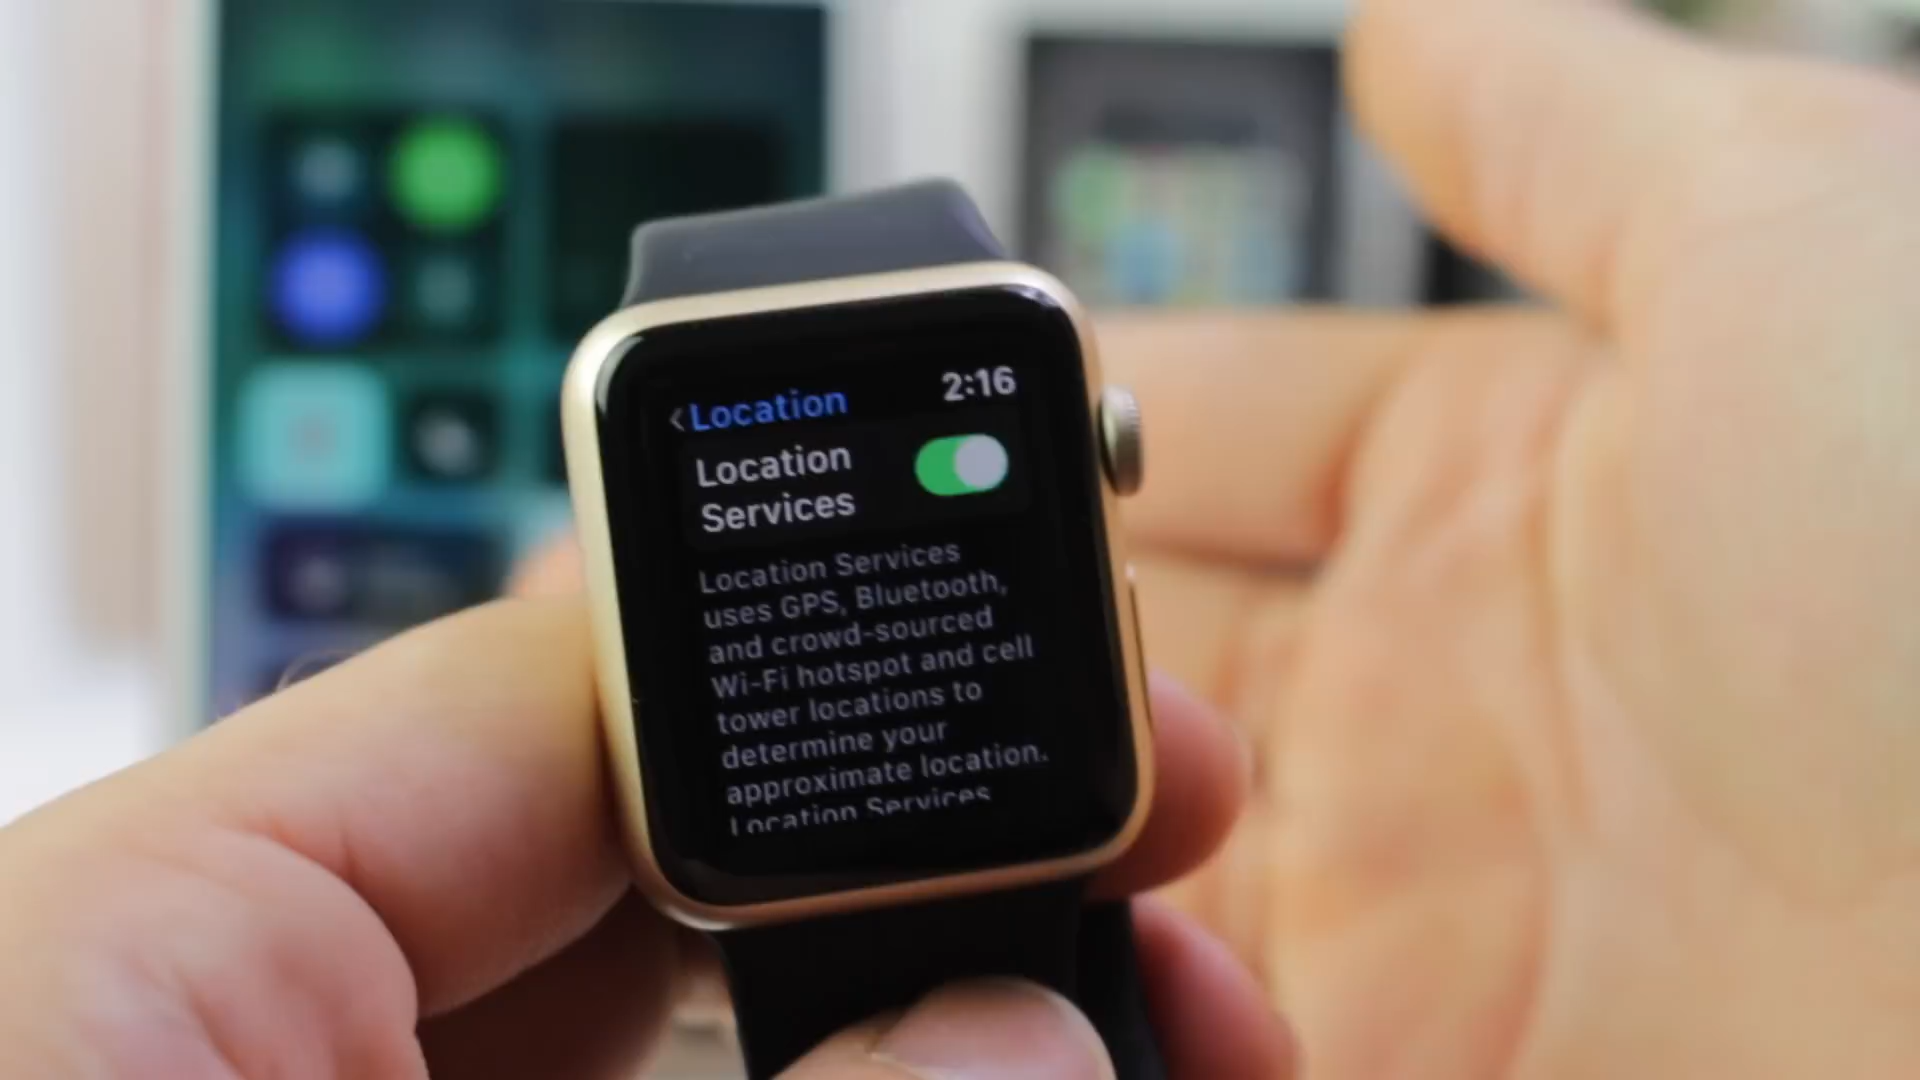 <Location 2:16
Location
Services
Location Services
uses GPS, Bluetooth,
and crowd-sourced
Wi-Fi hotspot and cell
tower locations to
determine your
approximate location.
Location Services